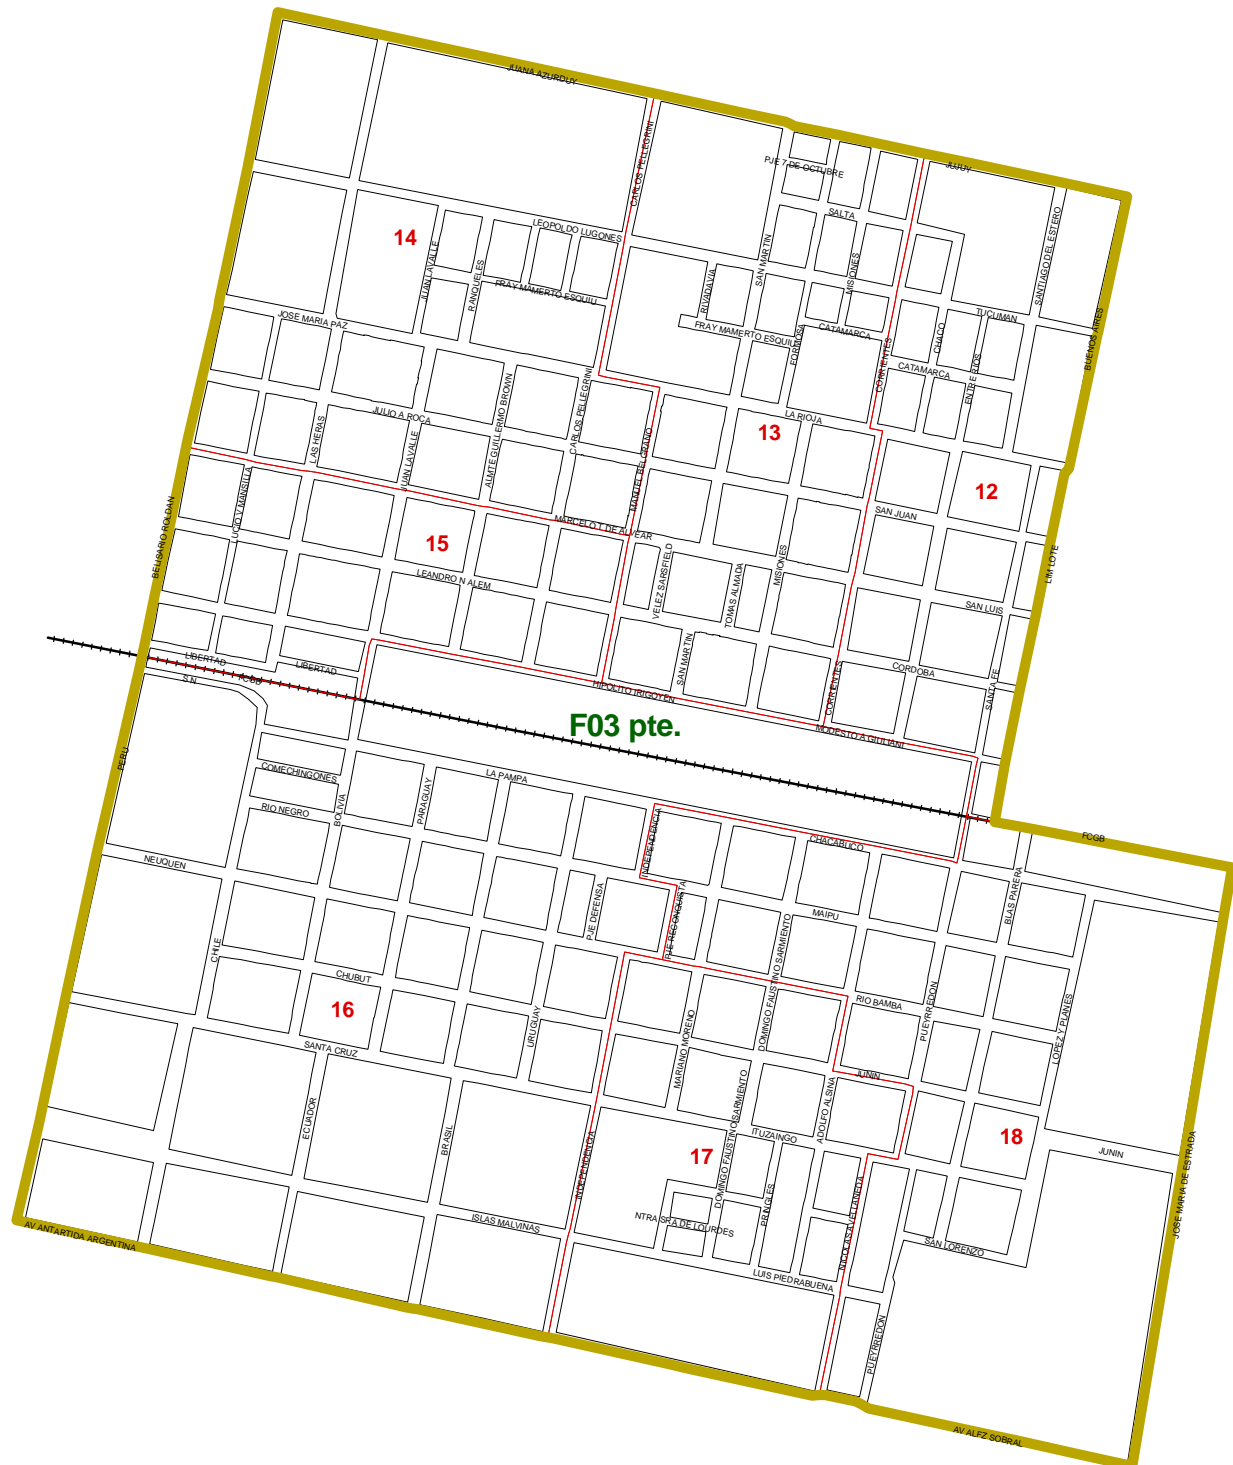 JUANA AZURDUY
CARLOS PELLEGRINI
PJE 7 DE OCTUBRE
JUJUY
SALTA
SANTIAGO DEL ESTERO
LEOPOLDO LUGONES
14
JUAN LAVALLE
RANQUELES
SAN MARTIN
MISIONES
RIVADAVIA
FRAY MAMERTO ESQUIU
JOSE MARIA PAZ
FRAY MAMERTO ESQUIU
FORMOSA
CATAMARCA
TUCUMAN
CHACO
BUENOS AIRES
CORRIENTES
CATAMARCA
ENTRE RIOS
JULIO A ROCA
LAS HERAS
JUAN LAVALLE
ALMTE GUILLERMO BROWN
CARLOS PELLEGRINI
MANUEL BELGRANO
LA RIOJA
13
12
LUCIO V MANSILLA
BELISARIO ROLDAN
15
MARCELO T DE ALVEAR
SAN JUAN
LEANDRO N ALEM
VELEZ SARSFIELD
TOMAS ALMADA
MISIONES
LIM LOTE
SAN LUIS
LIBERTAD
LIBERTAD
S N
FCGB
SAN MARTIN
HIPOLITO IRIGOYEN
CORRIENTES
CORDOBA
SANTA FE
MODESTO A GIULIANI
F03 pte.
PERU
COMECHINGONES
RIO NEGRO
BOLIVIA
PARAGUAY
LA PAMPA
INDEPENDENCIA
CHACABUCO
FCGB
NEUQUEN
CHILE
PJE DEFENSA
PJE RECONQUISTA
MAIPU
DOMINGO FAUSTINO SARMIENTO
BLAS PARERA
CHUBUT
16
RIO BAMBA
PUEYRREDON
LOPEZ Y PLANES
SANTA CRUZ
URUGUAY
MARIANO MORENO
JUNIN
ECUADOR
BRASIL
INDEPENDENCIA
DOMINGO FAUSTINO SARMIENTO
ADOLFO ALSINA
ITUZAINGO
17
18
JUNIN
JOSE MARIA DE ESTRADA
PRINGLES
NICOLAS AVELLANEDA
NTRA SRA DE LOURDES
ISLAS MALVINAS
SAN LORENZO
AV ANTARTIDA ARGENTINA
LUIS PIEDRABUENA
PUEYRREDON
AV ALFZ SOBRAL